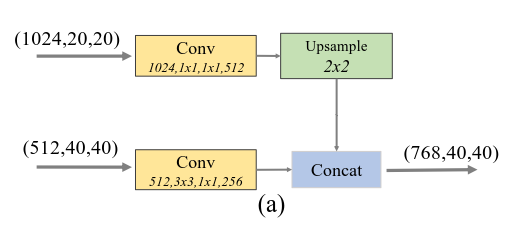 (1024,20,20)
Conv
1024,1x1,1x1,512
Upsample
2x2
(512,40,40)
Conv
512,3x3,1x1,256
Concat
(768,40,40)
(a)